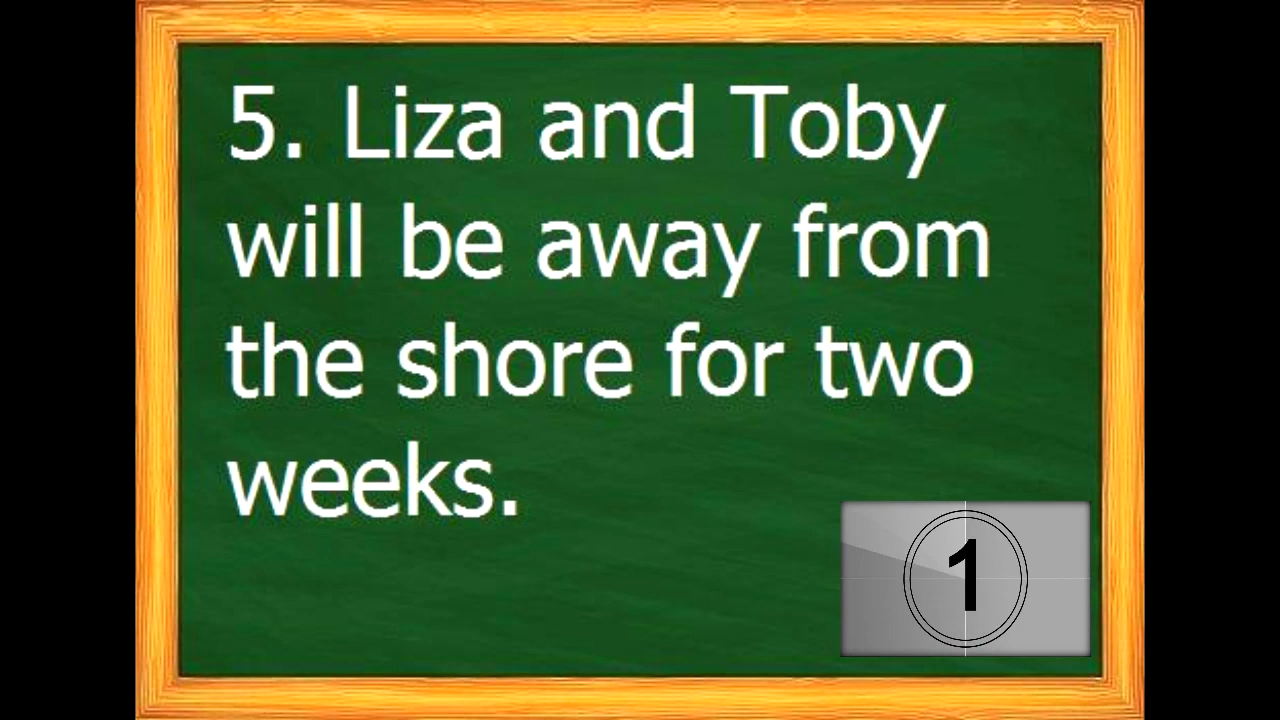 5. Liza and Toby
will be away from
the shore for two
weeks.
1